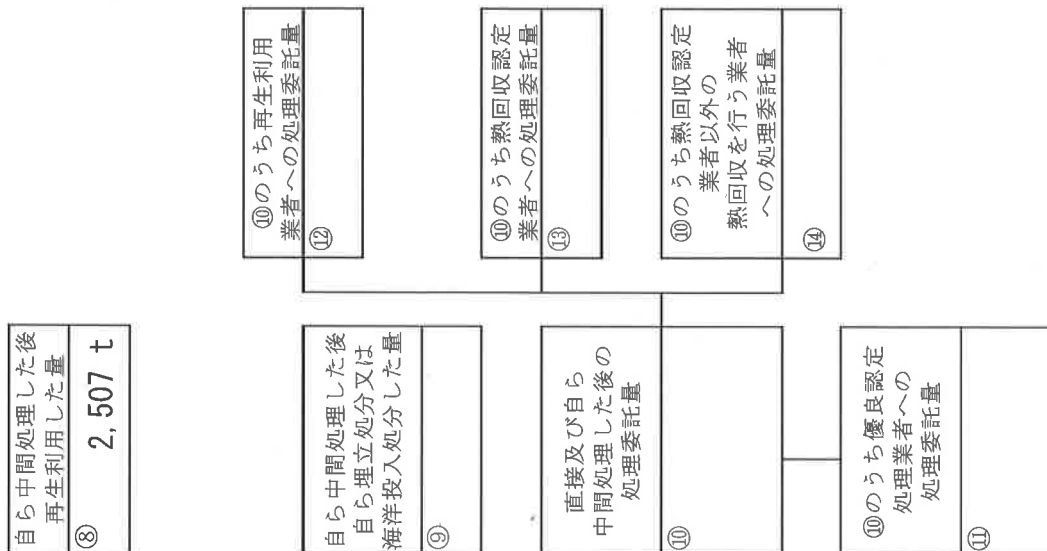 自ら中間処理した後
再生利用した量
⑧ 2,507 t
自ら中間処理した後
自ら埋立処分又は
海洋投入処分した量
⑨
直接及び自ら
中間処理した後の
処理委託量
⑩
⑩のうち優良認定
処理業者への
処理委託量
⑪
⑩のうち再生利用
業者への処理委託量
⑫
⑩のうち熱回収認定
業者への処理委託量
⑬
⑩のうち熱回収認定
業者以外の
熱回収を行う業者
への処理委託量
⑭